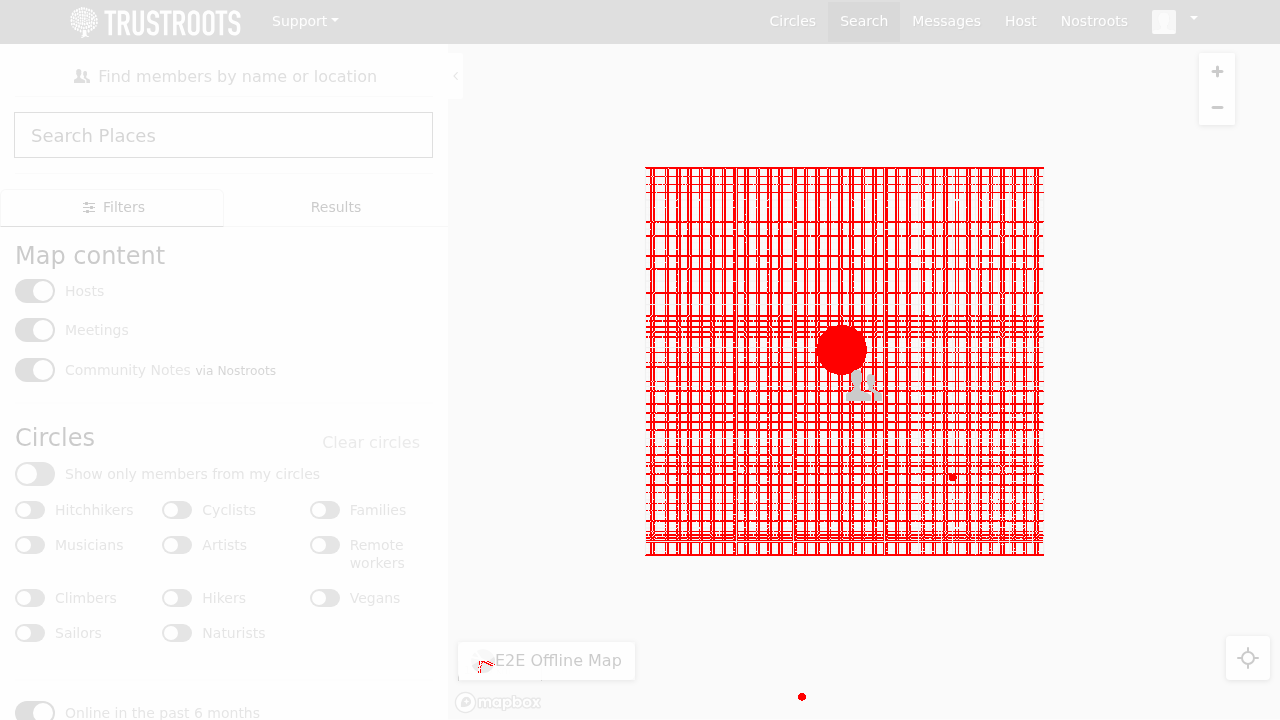 TRUSTROOTS
Support
Circles
Search
Messages
Host
Nostroots
Find members by name or location
Search Places
Filters
Results
Map content
Hosts
Meetings
Community Notes via Nostroots
Circles
Clear circles
Show only members from my circles
Hitchhikers
Cyclists
Families
Musicians
Artists
Remote
workers
Climbers
Hikers
Vegans
Sailors
Naturists
Online in the past 6 months
E2E Offline Map
mapbox